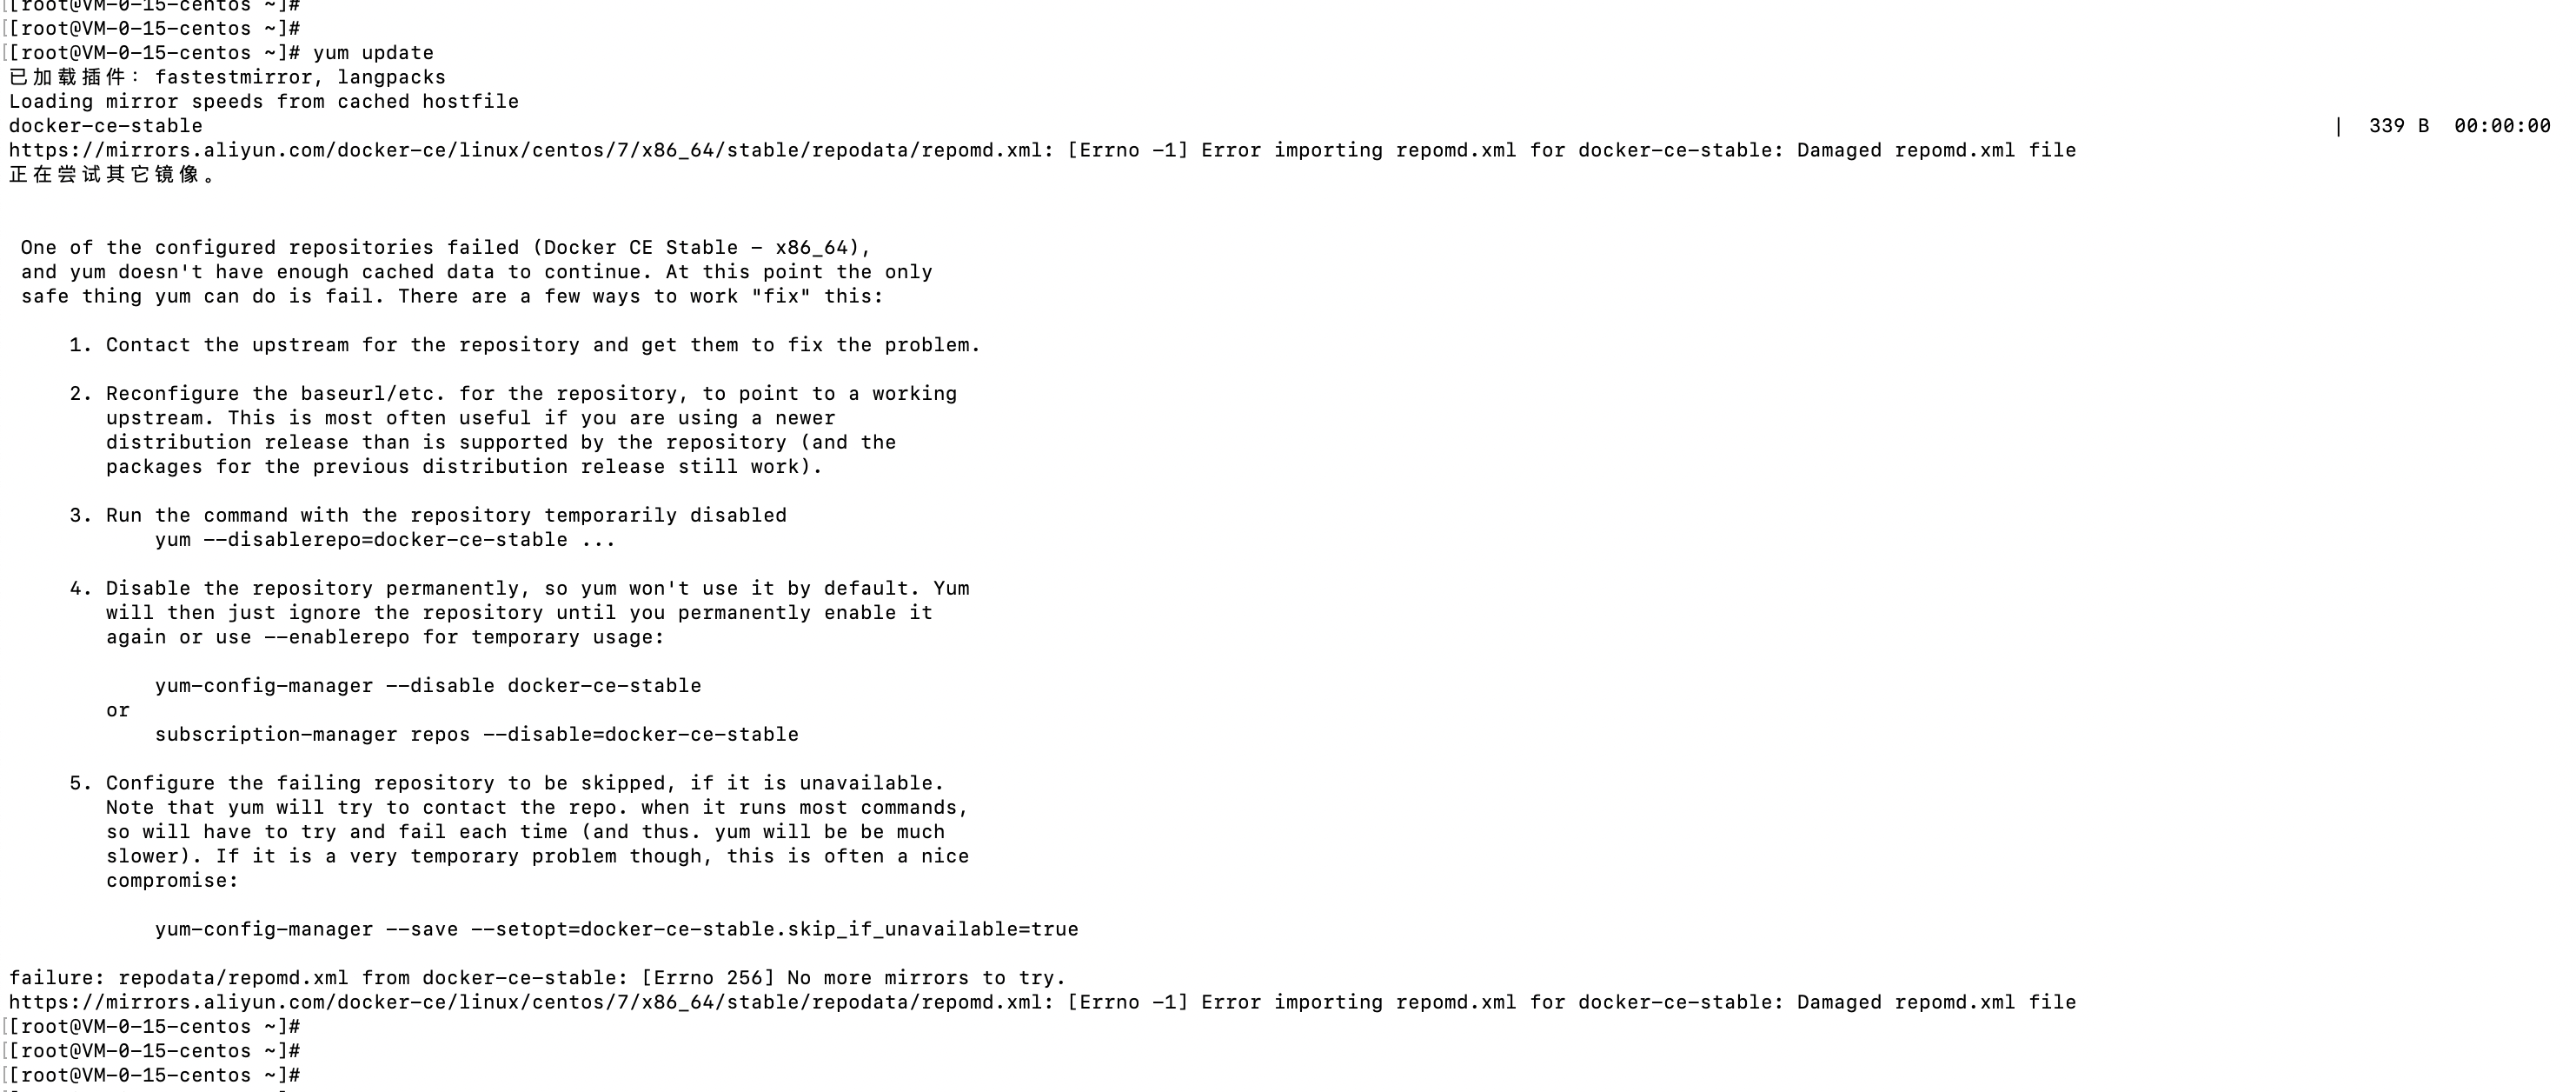 [[root@VM-0-15-centos ~]#
[[root@VM-0-15-centos ~]#
[[root@VM-0-15-centos ~]# yum update
已加载插件：fastestmirror, langpacks
Loading mirror speeds from cached hostfile
docker-ce-stable | 339 B 00:00:00
https://mirrors.aliyun.com/docker-ce/linux/centos/7/x86_64/stable/repodata/repomd.xml: [Errno -1] Error importing repomd.xml for docker-ce-stable: Damaged repomd.xml file
正在尝试其它镜像。
One of the configured repositories failed (Docker CE Stable - x86_64),
and yum doesn't have enough cached data to continue. At this point the only
safe thing yum can do is fail. There are a few ways to work "fix" this:
1. Contact the upstream for the repository and get them to fix the problem.
2. Reconfigure the baseurl/etc. for the repository, to point to a working
upstream. This is most often useful if you are using a newer
distribution release than is supported by the repository (and the
packages for the previous distribution release still work).
3. Run the command with the repository temporarily disabled
yum --disablerepo=docker-ce-stable ...
4. Disable the repository permanently, so yum won't use it by default. Yum
will then just ignore the repository until you permanently enable it
again or use --enablerepo for temporary usage:
yum-config-manager --disable docker-ce-stable
or
subscription-manager repos --disable=docker-ce-stable
5. Configure the failing repository to be skipped, if it is unavailable.
Note that yum will try to contact the repo. when it runs most commands,
so will have to try and fail each time (and thus. yum will be be much
slower). If it is a very temporary problem though, this is often a nice
compromise:
yum-config-manager --save --setopt=docker-ce-stable.skip_if_unavailable=true
failure: repodata/repomd.xml from docker-ce-stable: [Errno 256] No more mirrors to try.
https://mirrors.aliyun.com/docker-ce/linux/centos/7/x86_64/stable/repodata/repomd.xml: [Errno -1] Error importing repomd.xml for docker-ce-stable: Damaged repomd.xml file
[[root@VM-0-15-centos ~]#
[[root@VM-0-15-centos ~]#
[[root@VM-0-15-centos ~]#